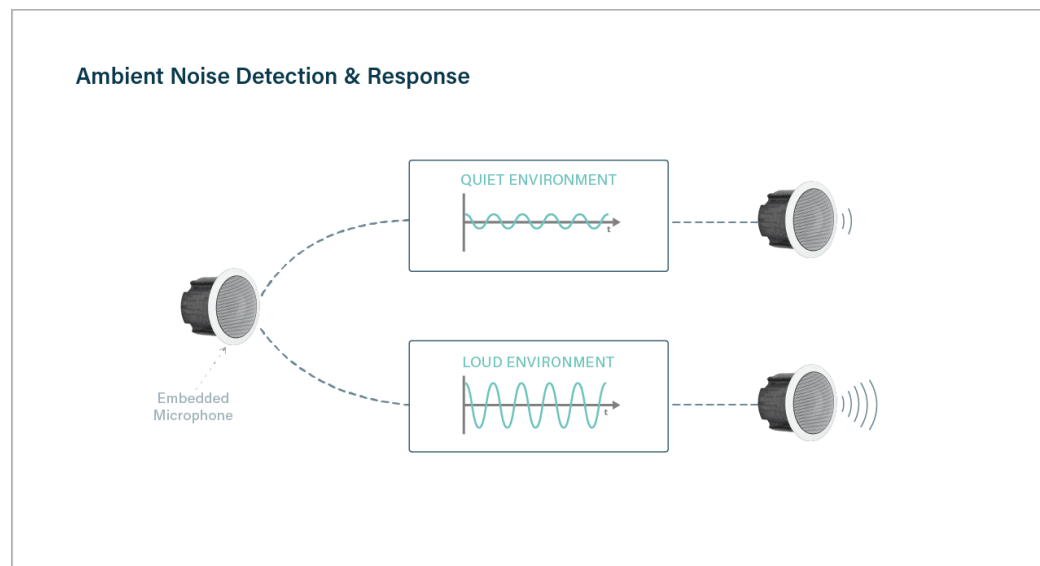 Ambient Noise Detection & Response
QUIET ENVIRONMENT
t
LOUD ENVIRONMENT
t
Embedded
Microphone